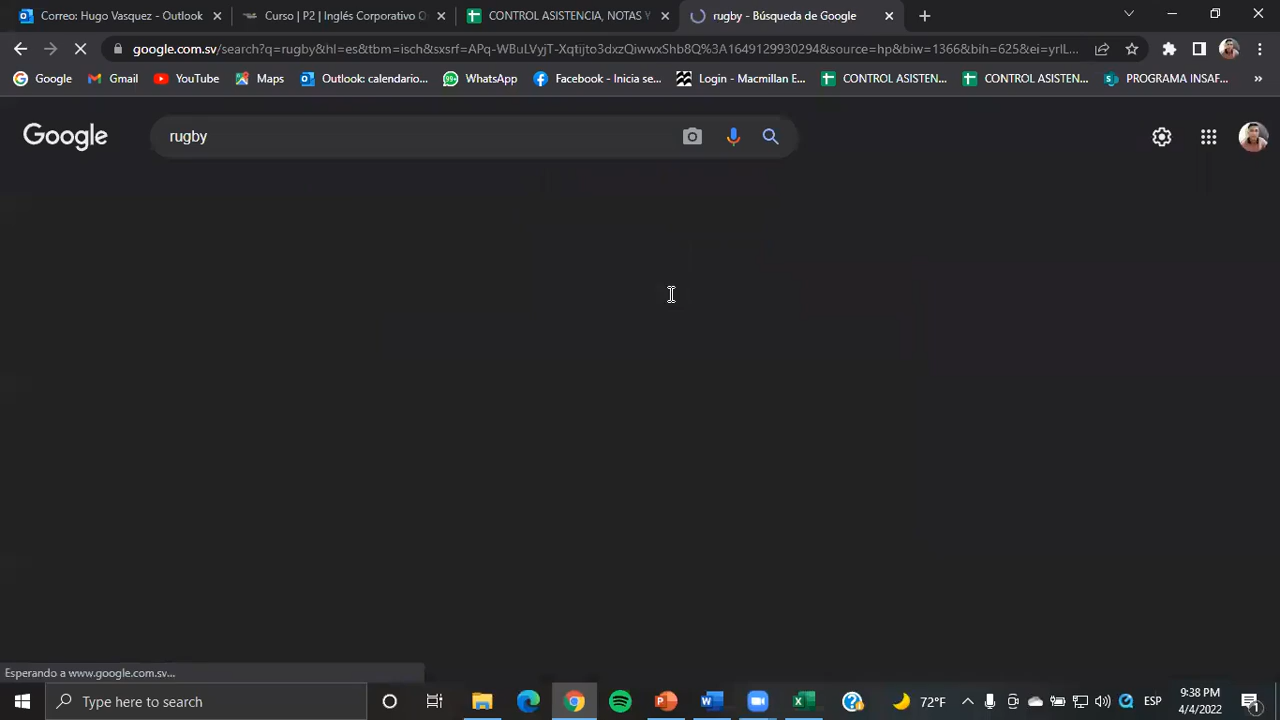 Correo: Hugo Vasquez - Outlook
Curso | P2 | Inglés Corporativo O
CONTROL ASISTENCIA, NOTAS Y
rugby - Búsqueda de Google
google.com.sv/search?q=rugby&hl=es&tbm=isch&sxsrf=APq-WBuLVyjT-Xqtijto3dxzQiwwxShb8Q%3A1649129930294&source=hp&biw=1366&bih=625&ei=yrlL...
Google
Gmail
YouTube
Maps
Outlook: calendario...
99+
WhatsApp
Facebook - Inicia se...
Login - Macmillan E...
CONTROL ASISTEN...
CONTROL ASISTEN...
PROGRAMA INSAF...
Google
rugby
Esperando a www.google.com.sv...
Type here to search
72°F
ESP
9:38 PM
4/4/2022
1